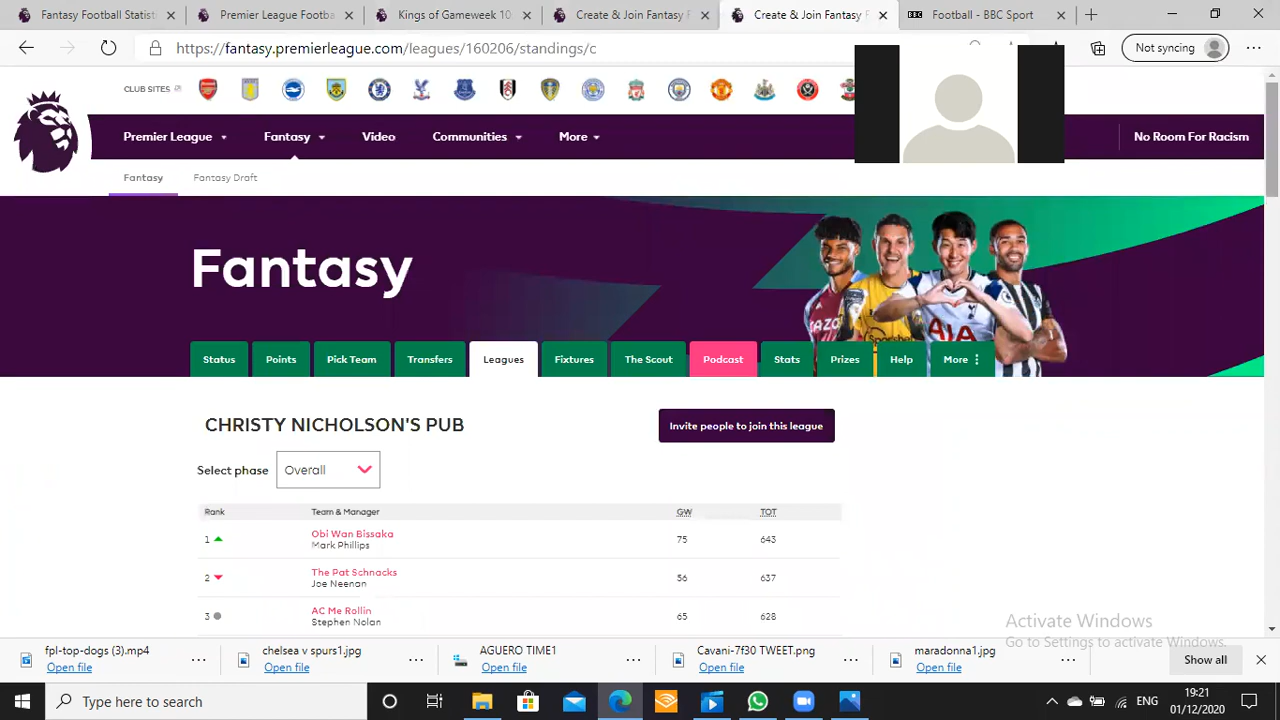 Football Statist
Premier League Footba
Kings of Gameweek 10
Create & Join Fantasy F
Create & Join Fantasy Fo
BBC Football - BBC Sport
https://fantasy.premierleague.com/leagues/160206/standings/c
Not syncing
CLUB SITES
Premier League
Fantasy
Video
Communities
More
No Room For Racism
Fantasy
Fantasy Draft
Fantasy
Status
Points
Pick Team
Transfers
Leagues
Fixtures
The Scout
Podcast
Stats
Prizes
Help
More
CHRISTY NICHOLSON'S PUB
Invite people to join this league
Select phase
Overall
Rank Team & Manager GW TOT
1 Obi Wan Bissaka 75 643
Mark Phillips
2 The Pat Schnacks 56 637
Joe Neenan
3 AC Me Rollin 65 628
Stephen Nolan
Activate Windows
Go to Settings to activate Windows.
fpl-top-dogs (3).mp4
Open file
chelsea v spurs1.jpg
Open file
AGUERO TIME1
Open file
Cavani-7f30 TWEET.png
Open file
maradonna1.jpg
Open file
Show all
Type here to search
19:21
01/12/2020